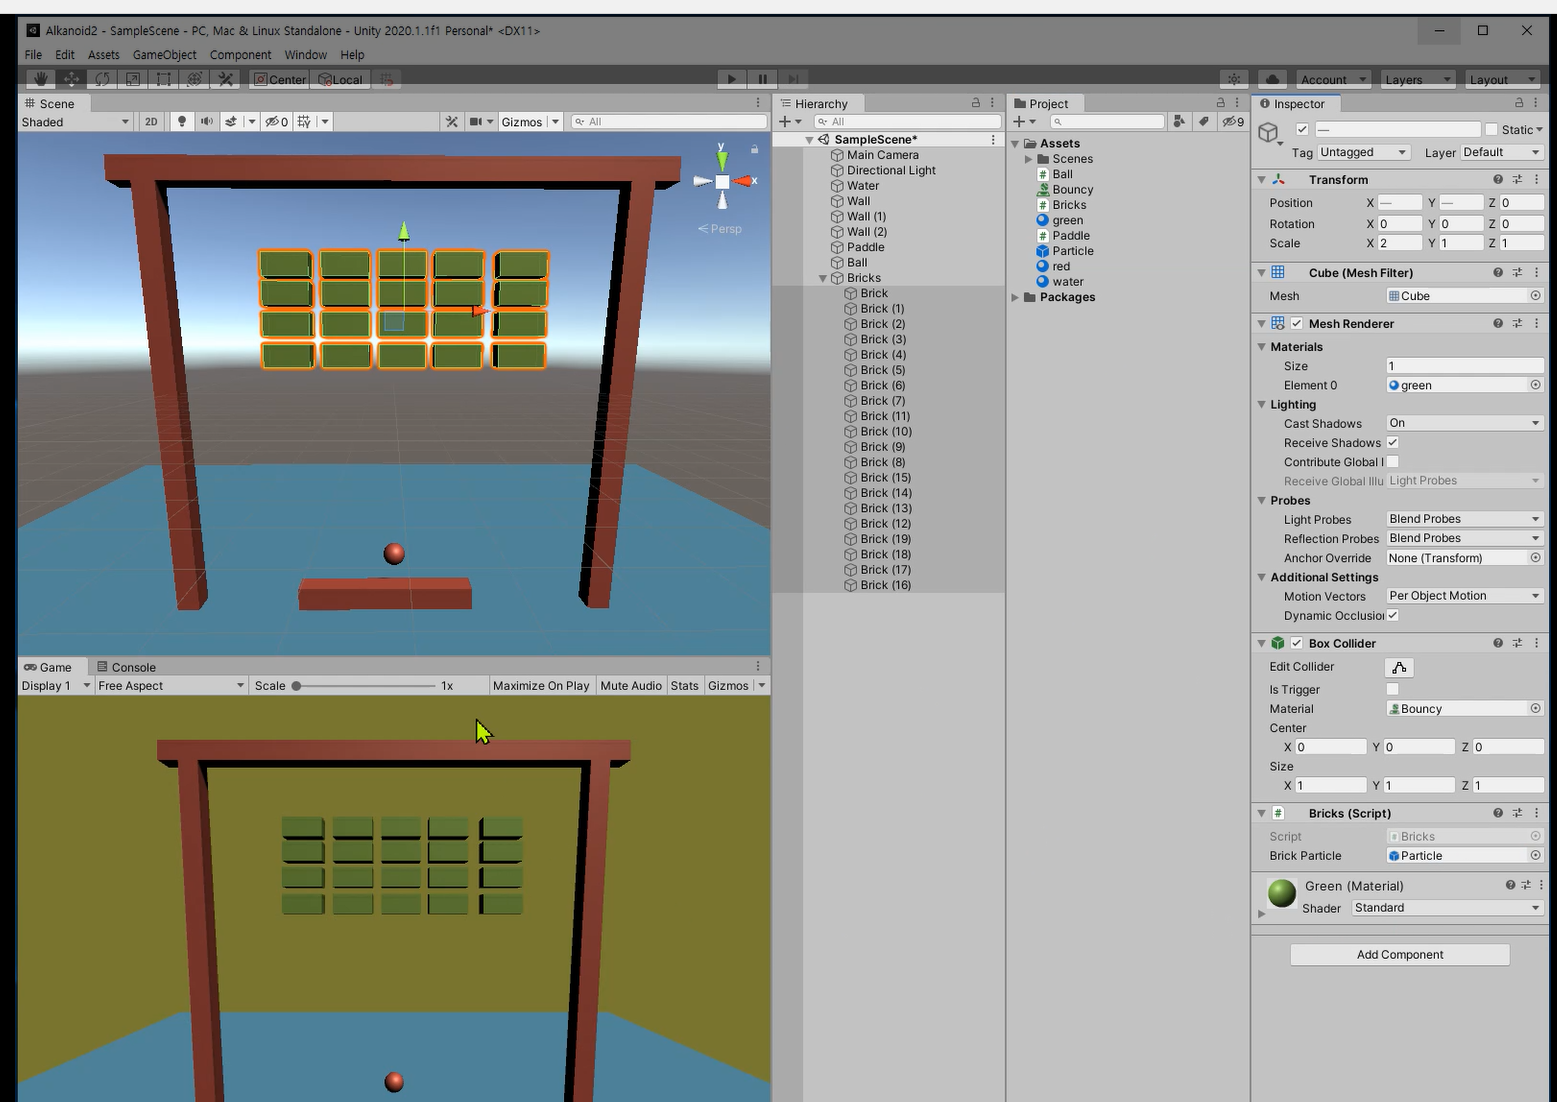 Alkanoid2 - SampleScene - PC, Mac & Linux Standalone - Unity 2020.1.1f1 Personal* <DX11>
File Edit Assets GameObject Component Window Help
Center Local Account Layers Layout
Scene
Shaded 2D 0 Gizmos All
y
x
Persp
Game Console
Display 1 Free Aspect Scale 1x Maximize On Play Mute Audio Stats Gizmos
Hierarchy
All
SampleScene*
Main Camera
Directional Light
Water
Wall
Wall (1)
Wall (2)
Paddle
Ball
Bricks
Brick
Brick (1)
Brick (2)
Brick (3)
Brick (4)
Brick (5)
Brick (6)
Brick (7)
Brick (11)
Brick (10)
Brick (9)
Brick (8)
Brick (15)
Brick (14)
Brick (13)
Brick (12)
Brick (19)
Brick (18)
Brick (17)
Brick (16)
Project
9
Assets
Scenes
Ball
Bouncy
Bricks
green
Paddle
Particle
red
water
Packages
Inspector
— Static
Tag Untagged Layer Default
Transform
Position X — Y — Z 0
Rotation X 0 Y 0 Z 0
Scale X 2 Y 1 Z 1
Cube (Mesh Filter)
Mesh Cube
Mesh Renderer
Materials
Size 1
Element 0 green
Lighting
Cast Shadows On
Receive Shadows
Contribute Global I
Receive Global Illu Light Probes
Probes
Light Probes Blend Probes
Reflection Probes Blend Probes
Anchor Override None (Transform)
Additional Settings
Motion Vectors Per Object Motion
Dynamic Occlusion
Box Collider
Edit Collider
Is Trigger
Material Bouncy
Center
X 0 Y 0 Z 0
Size
X 1 Y 1 Z 1
Bricks (Script)
Script Bricks
Brick Particle Particle
Green (Material)
Shader Standard
Add Component